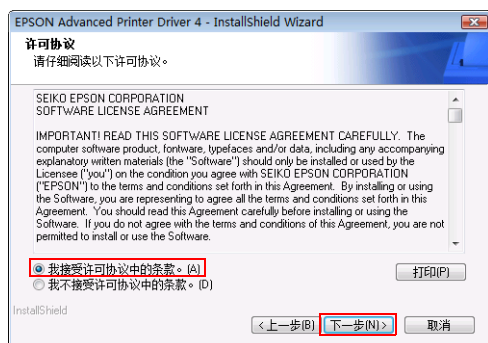 EPSON Advanced Printer Driver 4 - InstallShield Wizard
许可协议
请仔细阅读以下许可协议。
SEIKO EPSON CORPORATION
SOFTWARE LICENSE AGREEMENT
IMPORTANT! READ THIS SOFTWARE LICENSE AGREEMENT CAREFULLY. The
computer software product, fontware, typefaces and/or data, including any accompanying
explanatory written materials (the "Software") should only be installed or used by the
Licensee ("you") on the condition you agree with SEIKO EPSON CORPORATION
("EPSON") to the terms and conditions set forth in this Agreement. By installing or using
the Software, you are representing to agree all the terms and conditions set forth in this
Agreement. You should read this Agreement carefully before installing or using the
Software. If you do not agree with the terms and conditions of this Agreement, you are not
permitted to install or use the Software.
我接受许可协议中的条款。(A)
打印(P)
我不接受许可协议中的条款。(D)
InstallShield
<上一步(B) 下一步(N)> 取消